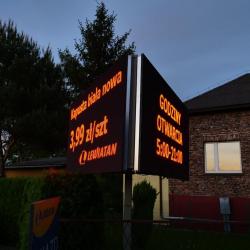 Kapusta biała nowa
3,99 zł/szt
LEWIATAN
GODZINY
OTWARCIA
5:00-21:00